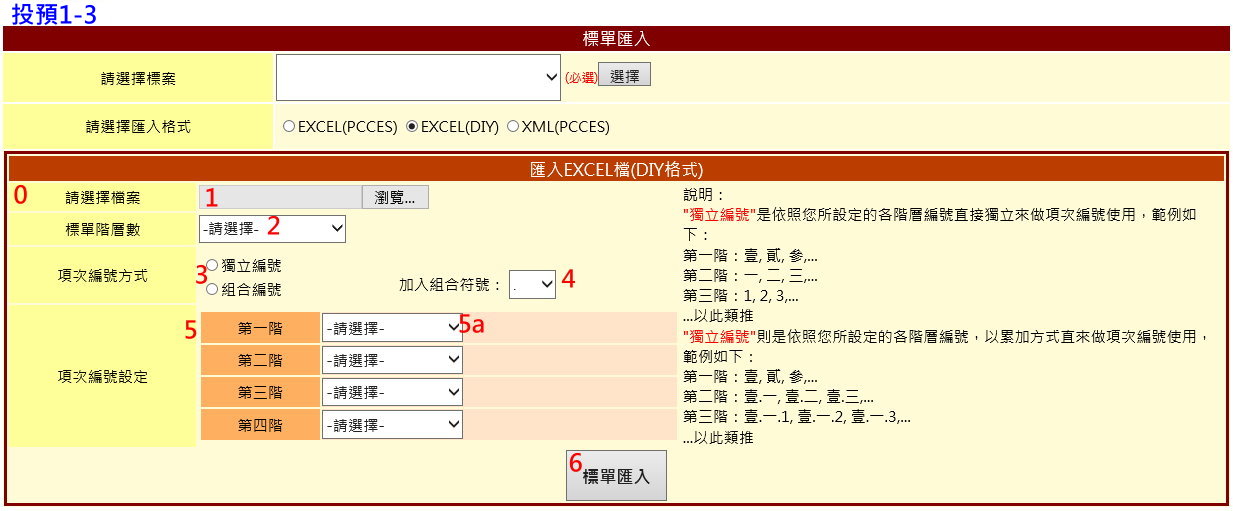 投預1-3
標單匯入
請選擇標案 (必選) 選擇
請選擇匯入格式 EXCEL(PCCES) EXCEL(DIY) XML(PCCES)
匯入EXCEL檔(DIY格式)
0 請選擇檔案 1 瀏覽...
標單階層數 -請選擇- 2
項次編號方式 3 獨立編號
組合編號 加入組合符號： . 4
項次編號設定
5 第一階 -請選擇- 5a
第二階 -請選擇-
第三階 -請選擇-
第四階 -請選擇-
說明：
"獨立編號"是依照您所設定的各階層編號直接獨立來做項次編號使用，範例如
下：
第一階：壹, 貳, 參,...
第二階：一, 二, 三,...
第三階：1, 2, 3,...
...以此類推
"獨立編號"則是依照您所設定的各階層編號，以累加方式直來做項次編號使用，
範例如下：
第一階：壹, 貳, 參,...
第二階：壹.一, 壹.二, 壹.三,...
第三階：壹.一.1, 壹.一.2, 壹.一.3,...
...以此類推
6 標單匯入